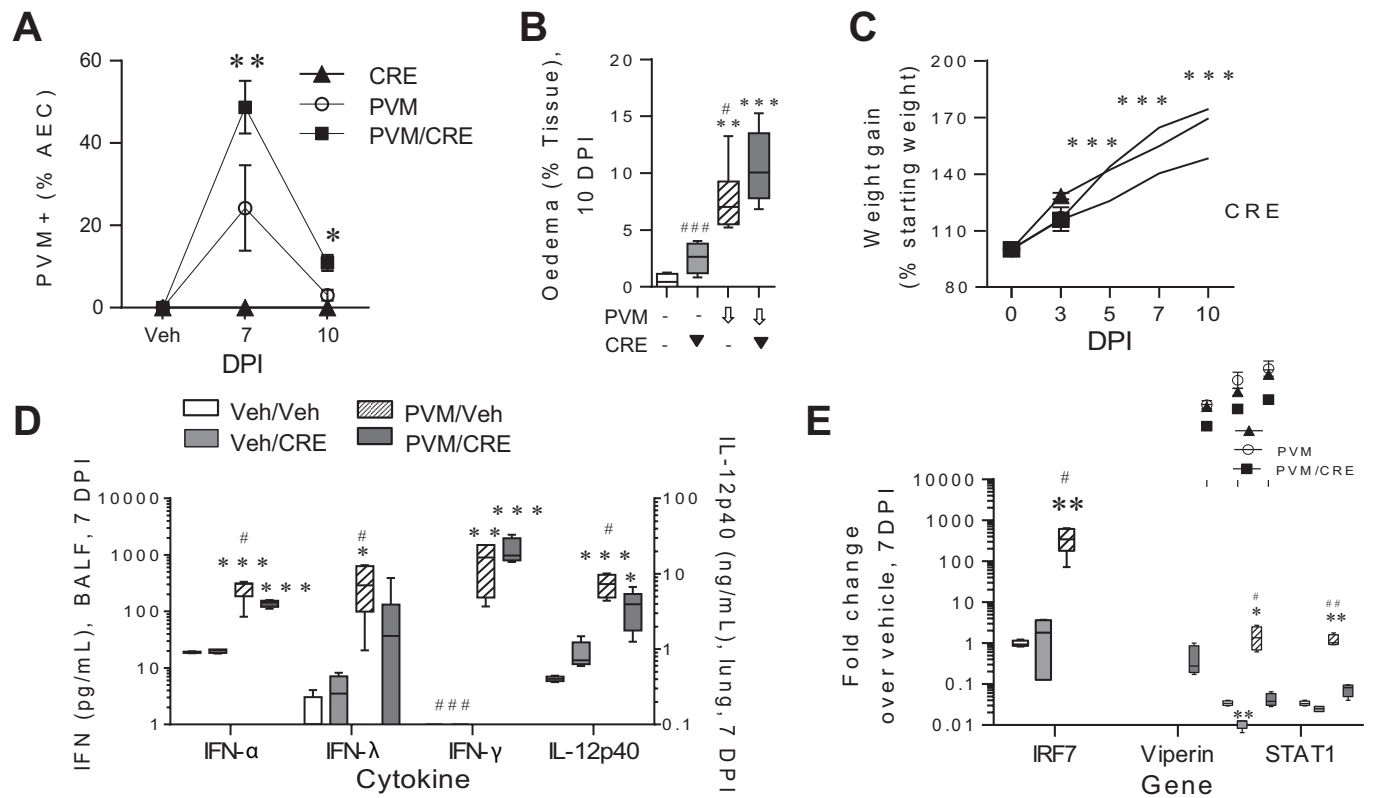 A
PVM+ (% AEC)
60
40
20
0
* *
*
CRE
PVM
PVM/CRE
Veh 7 10
DPI
B
Oedema (% Tissue),
10 DPI
20
15
10
5
0
###
#
* *
* * *
PVM - - ⇩ ⇩
CRE - ▼ - ▼
C
Weight gain
(% starting weight)
200
170
140
110
80
* * *
* * *
* * *
CRE
0 3 5 7 10
DPI
D
Veh/Veh
Veh/CRE
PVM/Veh
PVM/CRE
IFN (pg/mL), BALF, 7 DPI
10000
1000
100
10
1
#
* * *
* * *
#
*
###
* *
* * *
#
* * *
*
100
10
1
0.1
IL-12p40 (ng/mL), lung, 7 DPI
IFN-α IFN-λ IFN-γ IL-12p40
Cytokine
E
PVM
PVM/CRE
Fold change
over vehicle, 7DPI
10000
1000
100
10
1
0.1
0.01
#
**
#
*
**
##
**
IRF7 Viperin STAT1
Gene